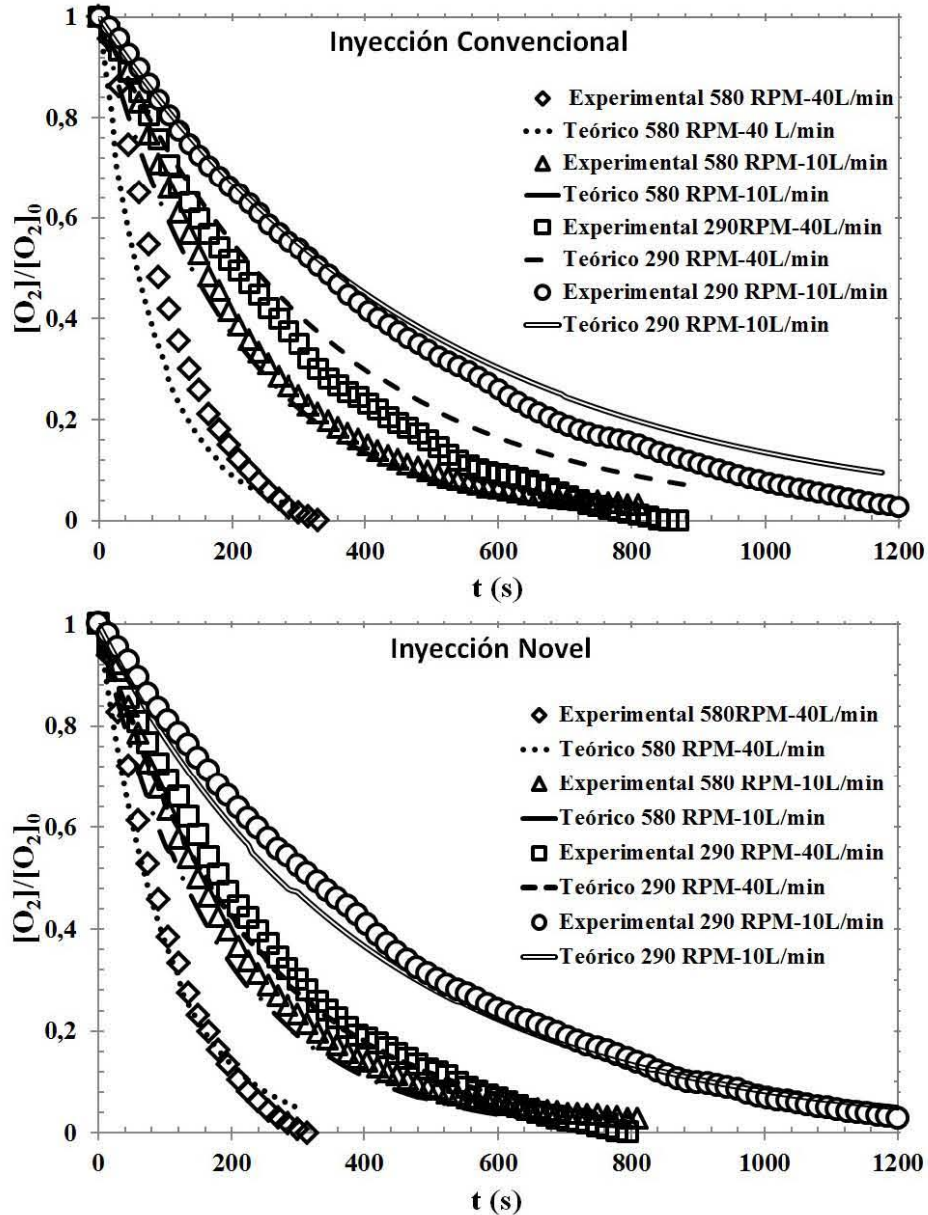 Inyección Convencional
[O₂]/[O₂]₀
1
0,8
0,6
0,4
0,2
0
Experimental 580 RPM-40L/min
Teórico 580 RPM-40 L/min
Experimental 580 RPM-10L/min
Teórico 580 RPM-10L/min
Experimental 290RPM-40L/min
Teórico 290 RPM-40L/min
Experimental 290 RPM-10L/min
Teórico 290 RPM-10L/min
0 200 400 600 800 1000 1200
t (s)
Inyección Novel
[O₂]/[O₂]₀
1
0,8
0,6
0,4
0,2
0
Experimental 580RPM-40L/min
Teórico 580 RPM-40L/min
Experimental 580 RPM-10L/min
Teórico 580 RPM-10L/min
Experimental 290 RPM-40L/min
Teórico 290 RPM-40L/min
Experimental 290 RPM-10L/min
Teórico 290 RPM-10L/min
0 200 400 600 800 1000 1200
t (s)